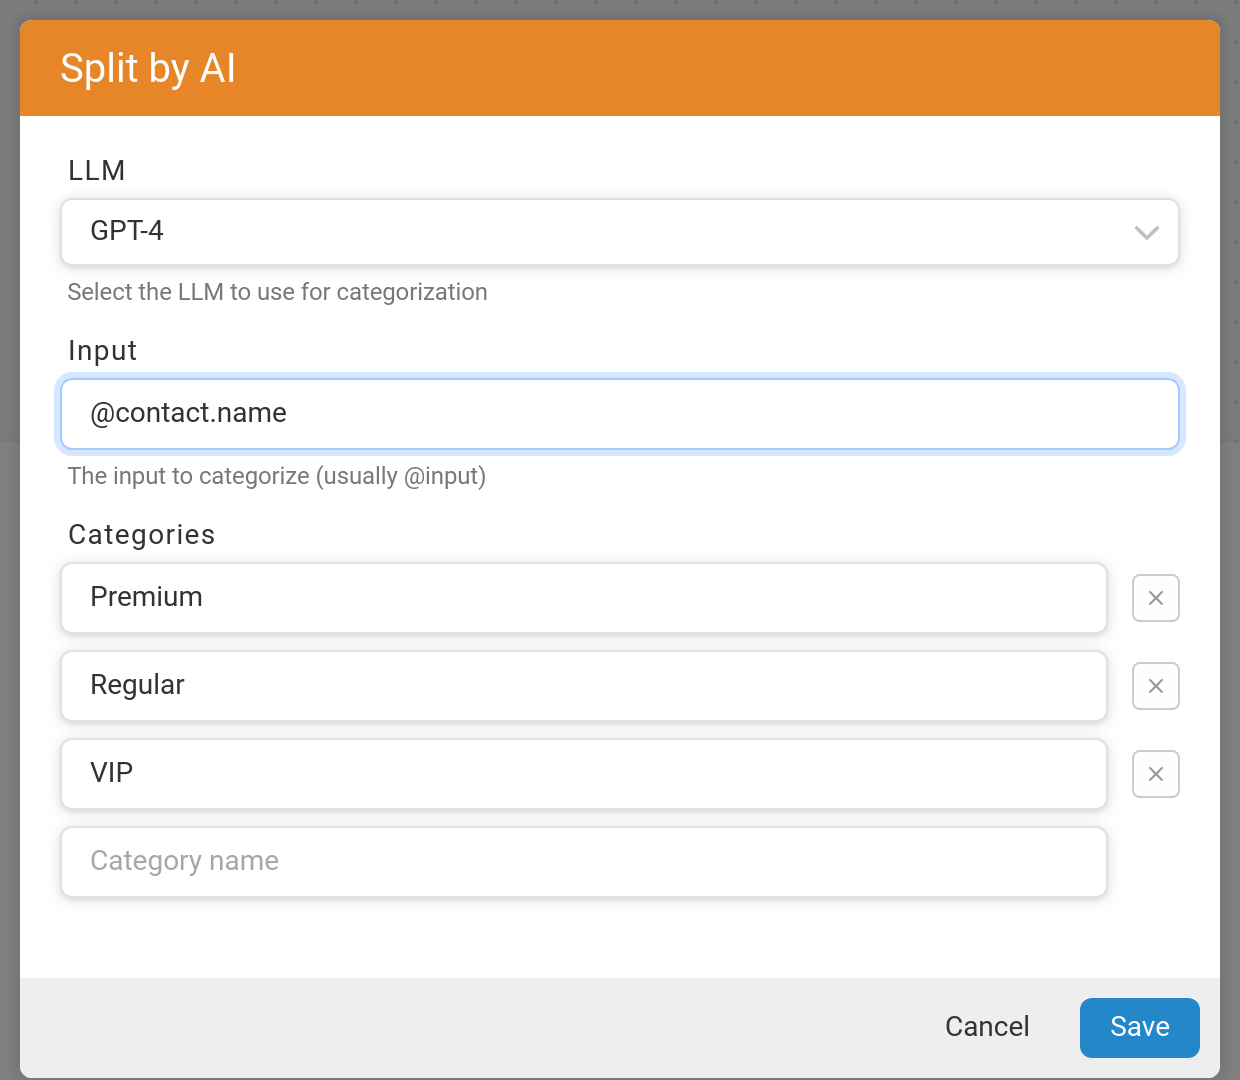 Split by AI
LLM
GPT-4
Select the LLM to use for categorization
Input
@contact.name
The input to categorize (usually @input)
Categories
Premium
Regular
VIP
Category name
Cancel
Save